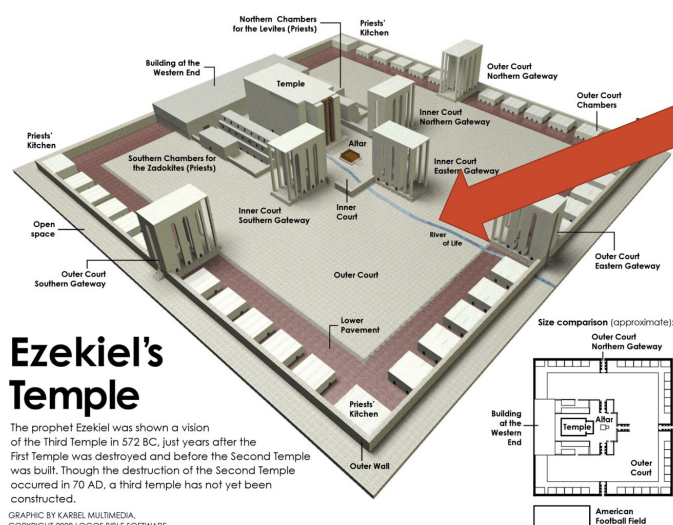 Northern Chambers
for the Levites (Priests)
Priests'
Kitchen
Building at the
Western End
Temple
Outer Court
Northern Gateway
Outer Court
Chambers
Inner Court
Northern Gateway
Priests'
Kitchen
Altar
Southern Chambers for
the Zadokites (Priests)
Inner Court
Eastern Gateway
Inner Court
Southern Gateway
Inner
Court
River
of Life
Open
space
Outer Court
Southern Gateway
Outer Court
Outer Court
Eastern Gateway
Lower
Pavement
Priests'
Kitchen
Outer Wall
Ezekiel's
Temple
The prophet Ezekiel was shown a vision
of the Third Temple in 572 BC, just years after the
First Temple was destroyed and before the Second Temple
was built. Though the destruction of the Second Temple
occurred in 70 AD, a third temple has not yet been
constructed.
GRAPHIC BY KARBEL MULTIMEDIA,
COPYRIGHT 2008 LOGOS BIBLE SOFTWARE
Size comparison (approximate):
Outer Court
Northern Gateway
Building
at the
Western
End
Temple
Altar
Outer
Court
American
Football Field